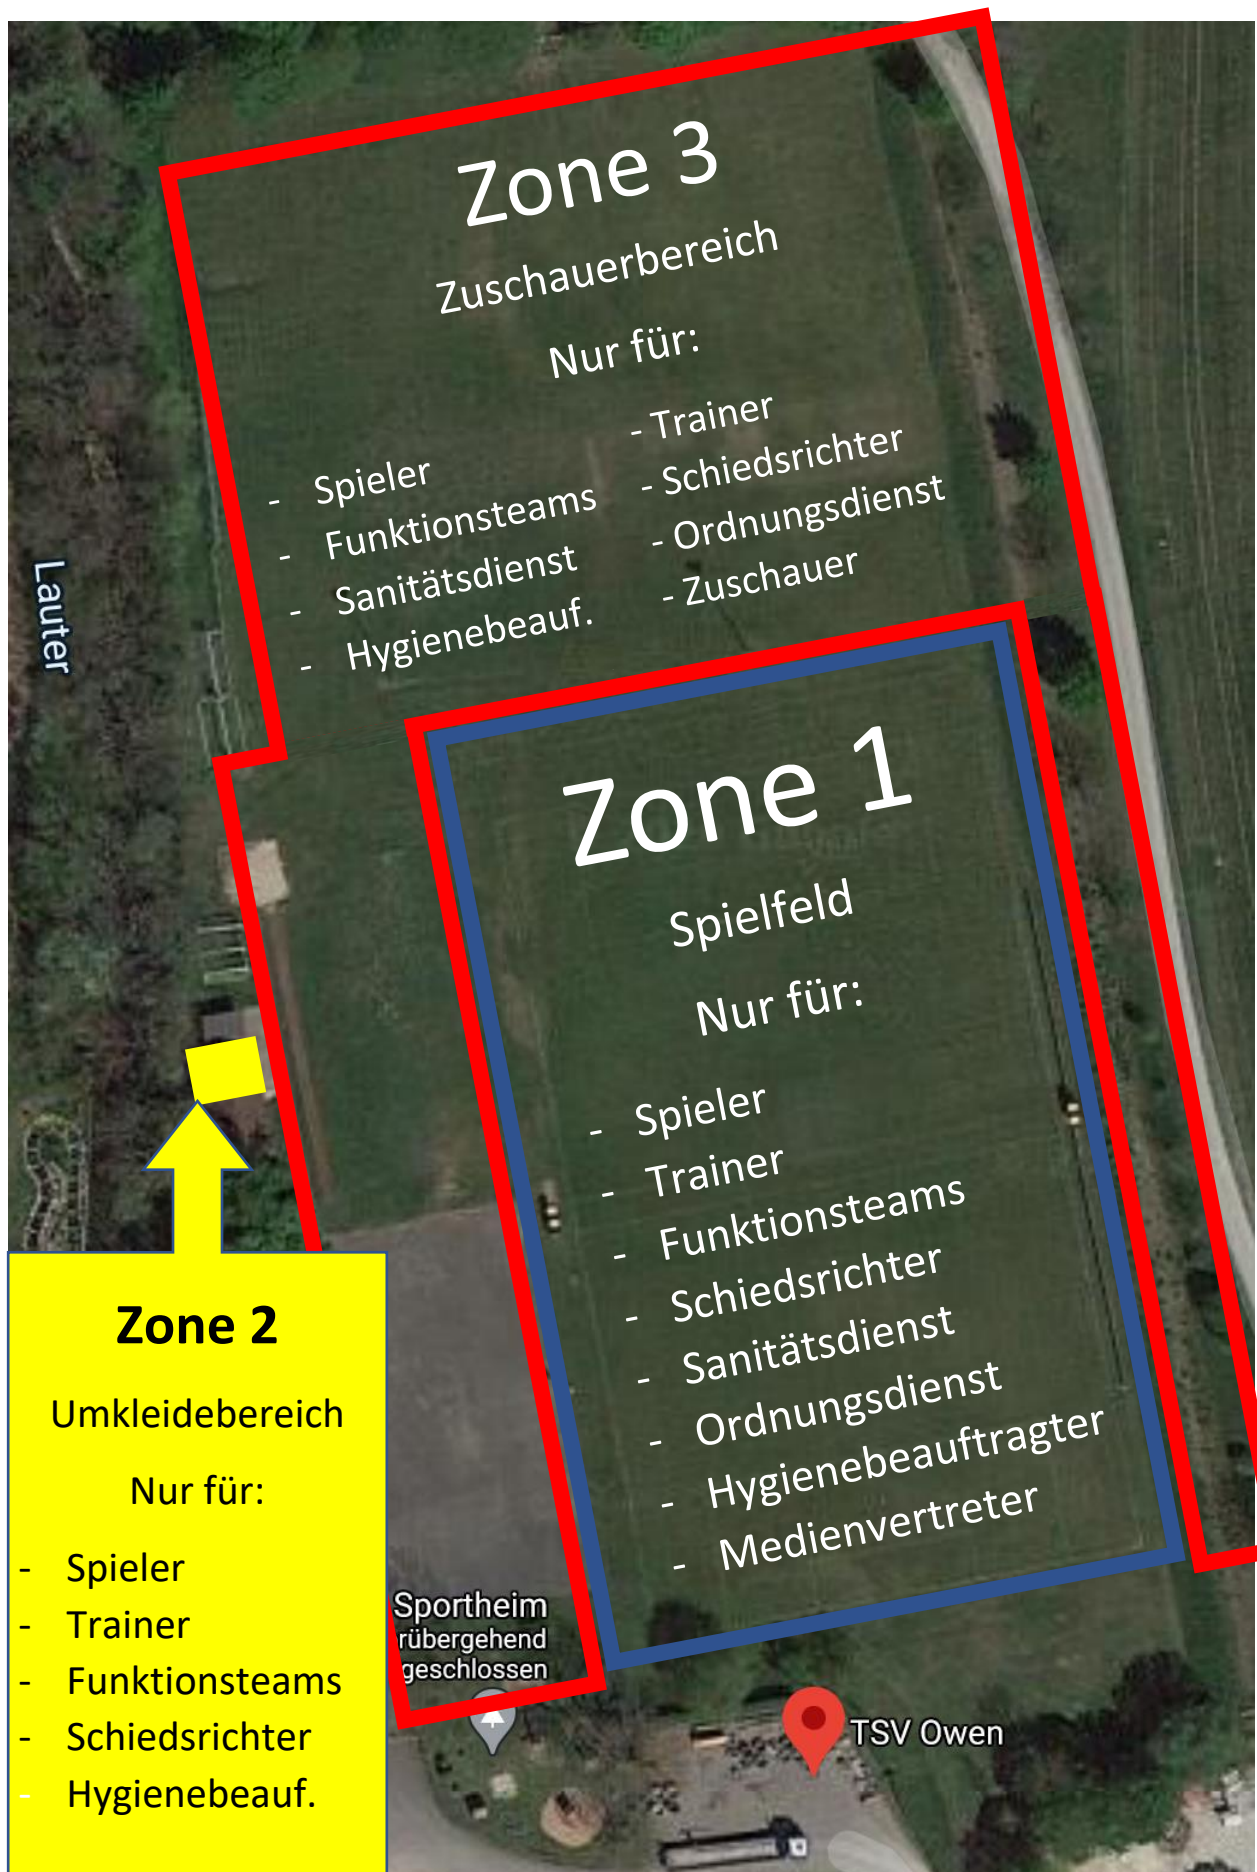 Zone 3
Zuschauerbereich
Nur für:
- Spieler
- Funktionsteams
- Sanitätsdienst
- Hygienebeauf.
- Trainer
- Schiedsrichter
- Ordnungsdienst
- Zuschauer
Lauter
Zone 1
Spielfeld
Nur für:
- Spieler
- Trainer
- Funktionsteams
- Schiedsrichter
- Sanitätsdienst
- Ordnungsdienst
- Hygienebeauftragter
- Medienvertreter
Zone 2
Umkleidebereich
Nur für:
- Spieler
- Trainer
- Funktionsteams
- Schiedsrichter
- Hygienebeauf.
Sportheim
rübergehend
geschlossen
TSV Owen